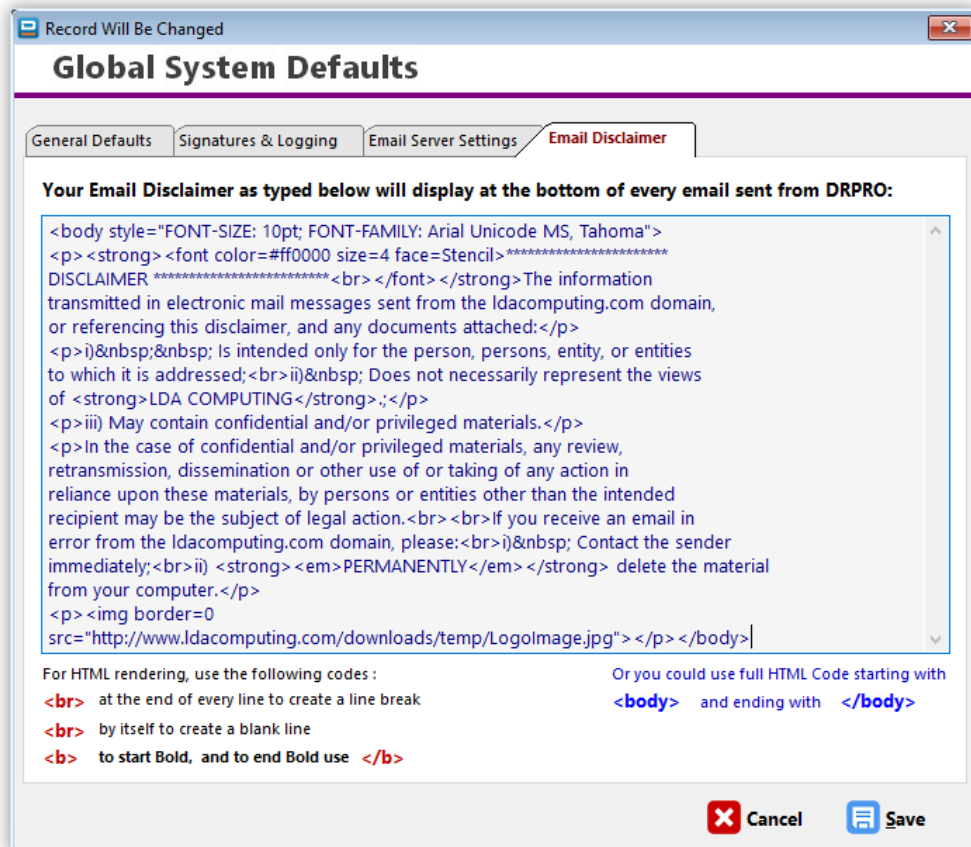 Record Will Be Changed
Global System Defaults
General Defaults
Signatures & Logging
Email Server Settings
Email Disclaimer
Your Email Disclaimer as typed below will display at the bottom of every email sent from DRPRO:
<body style="FONT-SIZE: 10pt; FONT-FAMILY: Arial Unicode MS, Tahoma">
<p><strong><font color=#ff0000 size=4 face=Stencil>***********************
DISCLAIMER *************************<br></font></strong>The information
transmitted in electronic mail messages sent from the ldacomputing.com domain,
or referencing this disclaimer, and any documents attached:</p>
<p>i)&nbsp;&nbsp; Is intended only for the person, persons, entity, or entities
to which it is addressed;<br>ii)&nbsp; Does not necessarily represent the views
of <strong>LDA COMPUTING</strong>.;</p>
<p>iii) May contain confidential and/or privileged materials.</p>
<p>In the case of confidential and/or privileged materials, any review,
retransmission, dissemination or other use of or taking of any action in
reliance upon these materials, by persons or entities other than the intended
recipient may be the subject of legal action.<br><br>If you receive an email in
error from the ldacomputing.com domain, please:<br>i)&nbsp; Contact the sender
immediately;<br>ii) <strong><em>PERMANENTLY</em></strong> delete the material
from your computer.</p>
<p><img border=0
src="http://www.ldacomputing.com/downloads/temp/LogoImage.jpg"></p></body>
For HTML rendering, use the following codes :
<br> at the end of every line to create a line break
<br> by itself to create a blank line
<b> to start Bold, and to end Bold use </b>
Or you could use full HTML Code starting with
<body> and ending with </body>
Cancel
Save